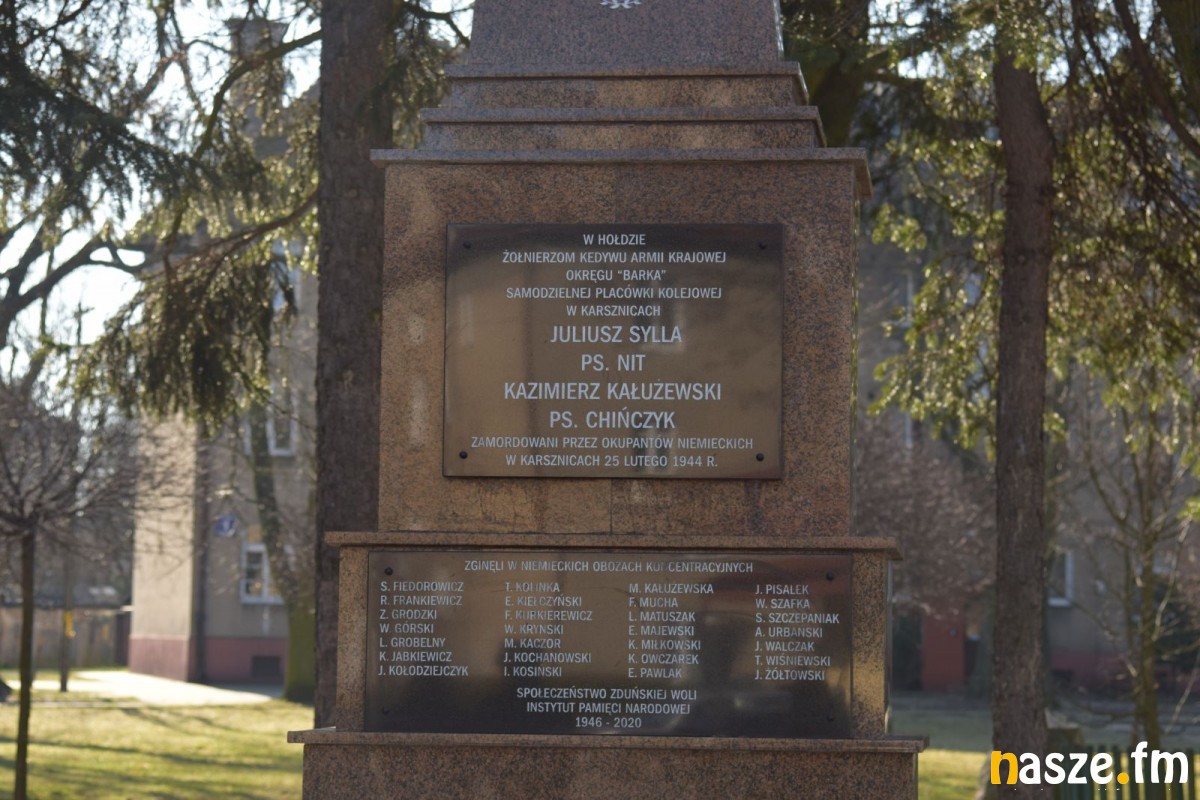 W HOŁDZIE
ŻOŁNIERZOM KEDYWU ARMII KRAJOWEJ
OKRĘGU "BARKA"
SAMODZIELNEJ PLACÓWKI KOLEJOWEJ
W KARSZNICACH
JULIUSZ SYLLA
PS. NIT
KAZIMIERZ KAŁUŻEWSKI
PS. CHIŃCZYK
ZAMORDOWANI PRZEZ OKUPANTÓW NIEMIECKICH
W KARSZNICACH 25 LUTEGO 1944 R.
ZGINĘLI W NIEMIECKICH OBOZACH KONCENTRACYJNYCH
S. FIEDOROWICZ
R. FRANKIEWICZ
Z. GRODZKI
W GÓRSKI
L. GROBELNY
K. JABKIEWICZ
J. KOŁODZIEJCZYK
T.
E. KIEŁCZYŃSKI
F. KURNIEREWICZ
W. KRYŃSKI
M. KACZOR
J. KOCHANOWSKI
I. KOSIŃSKI
M. KAŁUŻEWSKA
F. MUCHA
L. MATUSZAK
E. MAJEWSKI
K. MIŁKOWSKI
K. OWCZAREK
E. PAWLAK
J. PISAŁEK
W. SZAFKA
S. SZCZEPANIAK
A. URBAŃSKI
J. WALCZAK
T. WIŚNIEWSKI
J. ŻÓŁTOWSKI
SPOŁECZEŃSTWO ZDUŃSKIEJ WOLI
INSTYTUT PAMIĘCI NARODOWEJ
1946 - 2020
nasze.fm